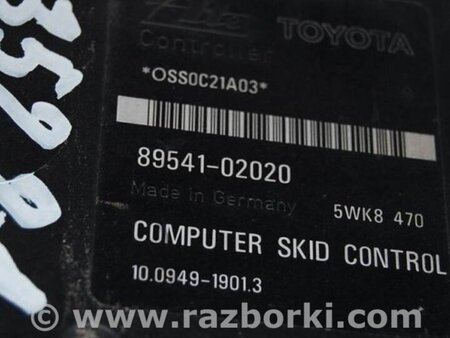 Ate TOYOTA
Controller
*OSS0C21A03*
89541-02020
Made in Germany
5WK8 470
COMPUTER SKID CONTROL
10.0949-1901.3
www.razborki.com